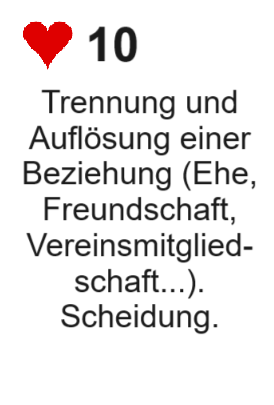 10
Trennung und
Auflösung einer
Beziehung (Ehe,
Freundschaft,
Vereinsmitglied-
schaft...).
Scheidung.